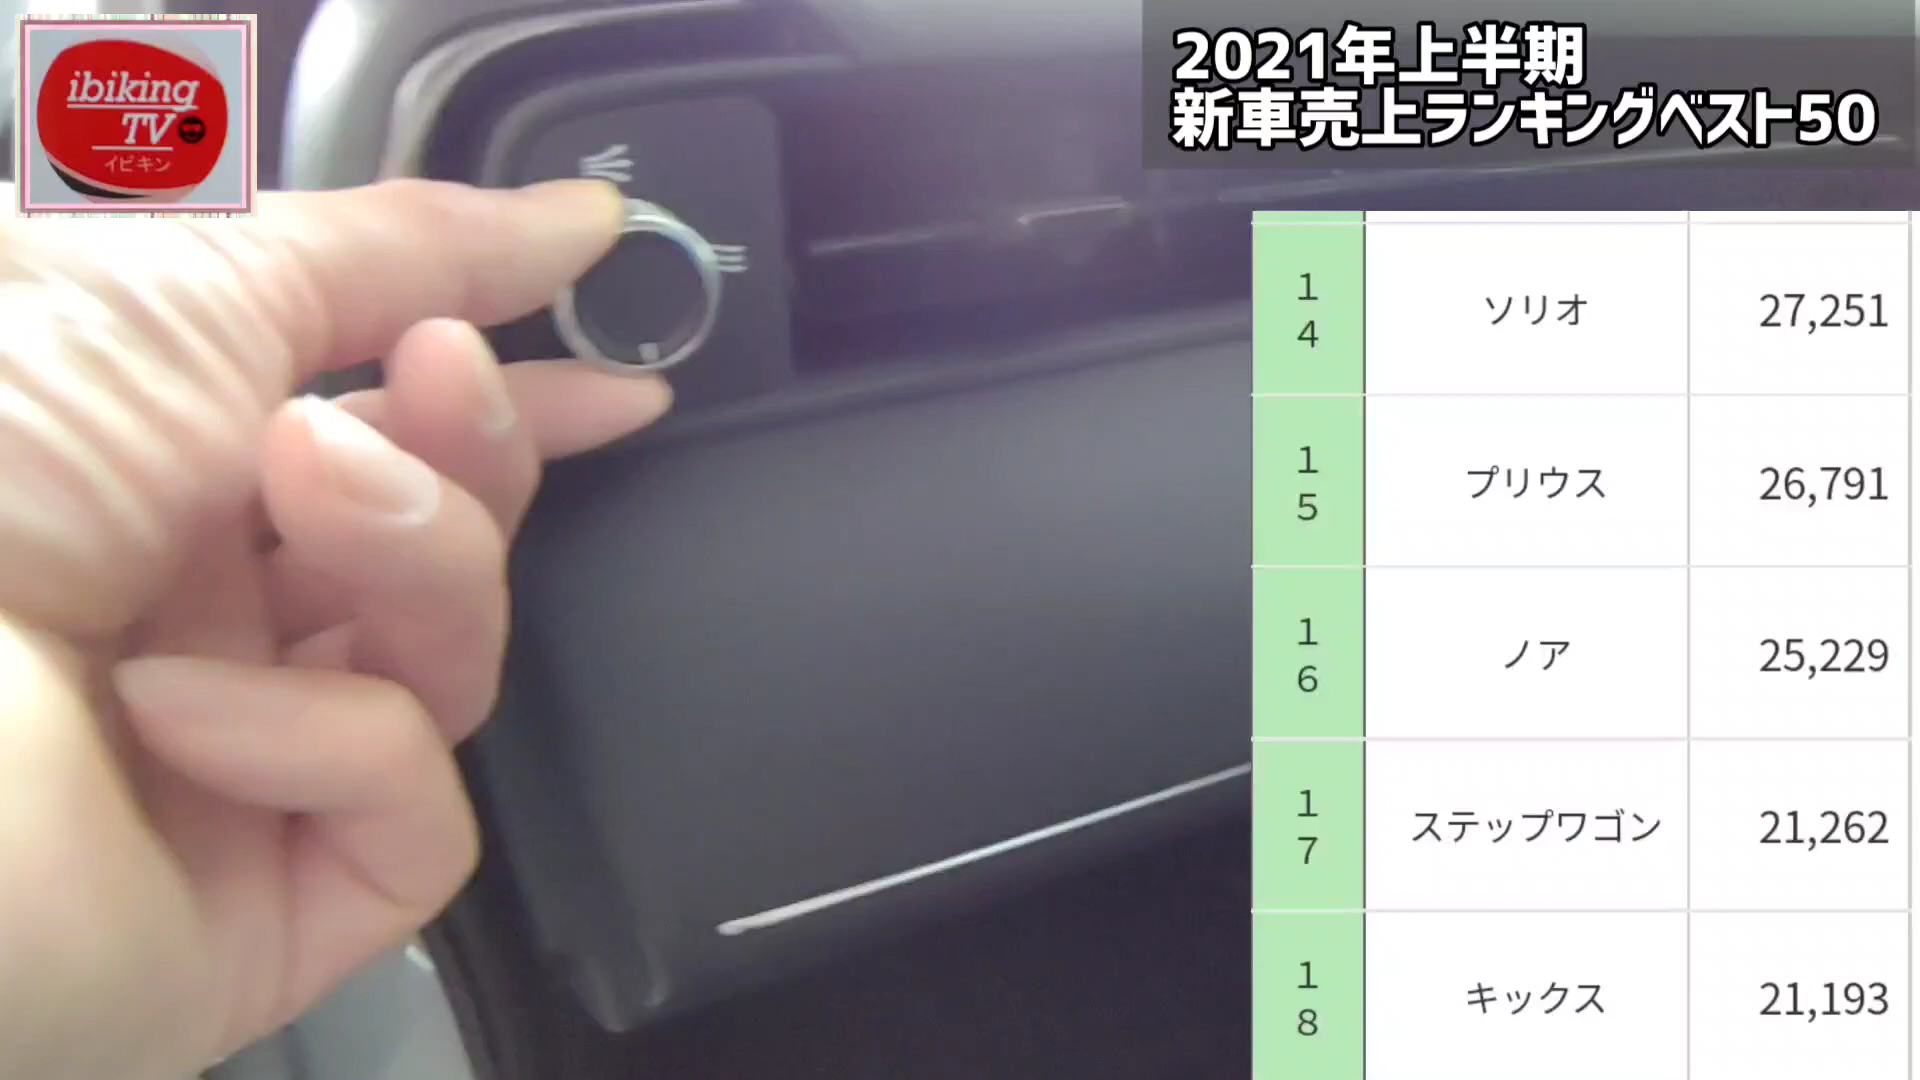 ibiking
TV
イビキン
2021年上半期
新車売上ランキングベスト50
14 ソリオ 27,251
15 プリウス 26,791
16 ノア 25,229
17 ステップワゴン 21,262
18 キックス 21,193